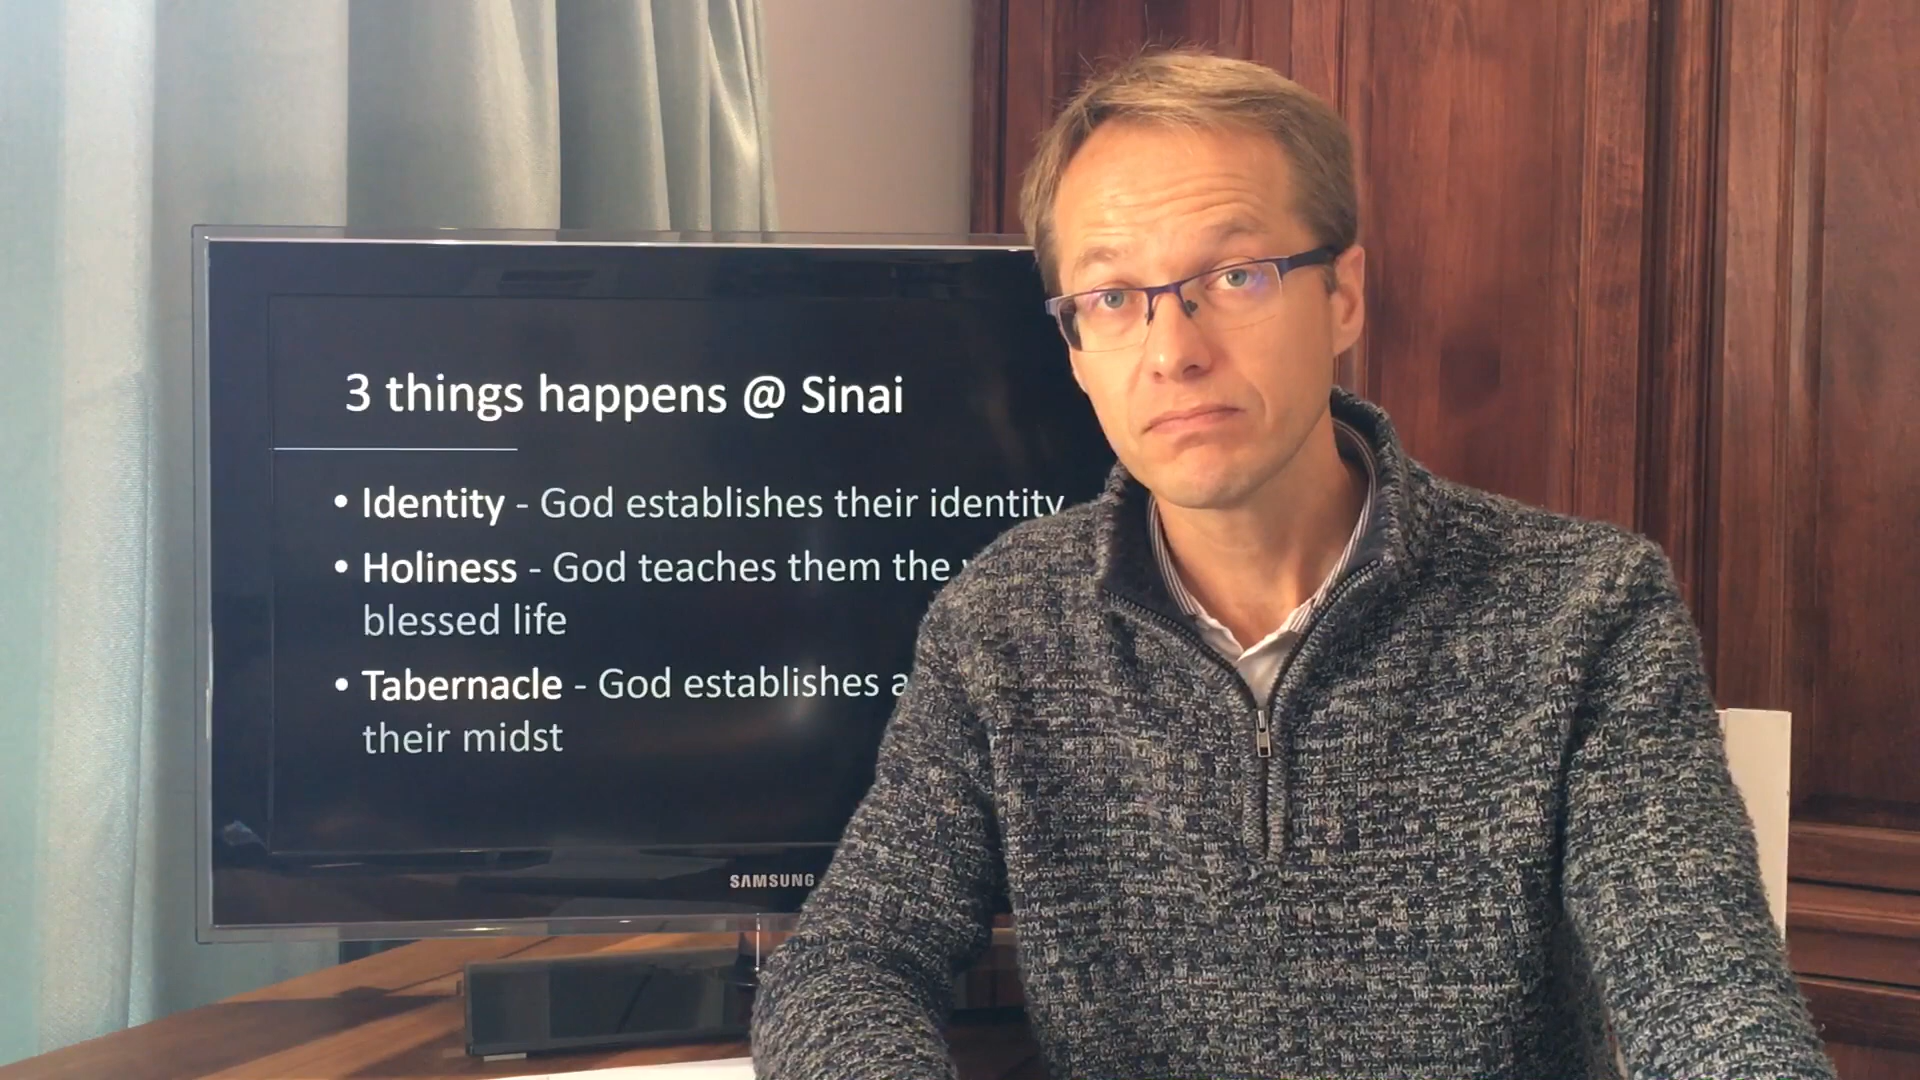 3 things happens @ Sinai
• Identity - God establishes their identity
• Holiness - God teaches them the
blessed life
• Tabernacle - God establishes a
their midst
SAMSUNG